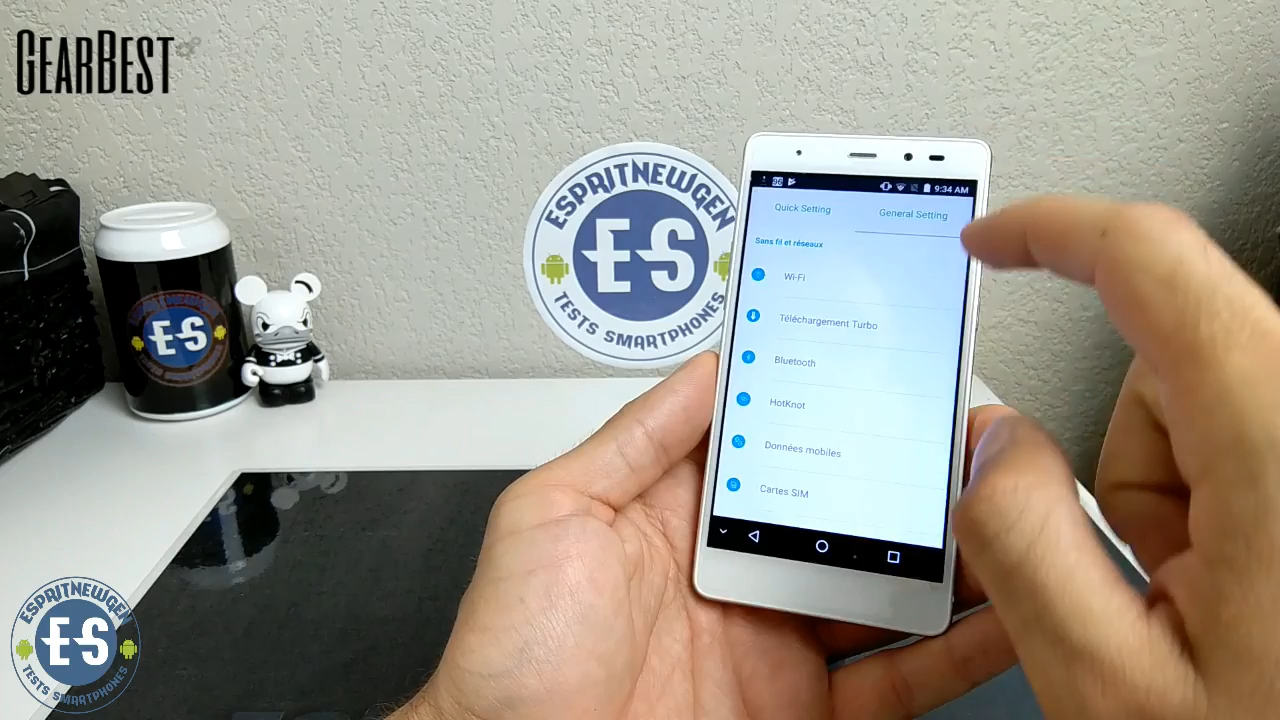 GEARBEST
ESPRITNEWGEN
ES
TESTS SMARTPHONES
ES
9:34 AM
Quick Setting
General Setting
Sans fil et réseaux
Wi-Fi
Téléchargement Turbo
Bluetooth
HotKnot
Données mobiles
Cartes SIM
ESPRITNEWGEN
ES
TESTS SMARTPHONES